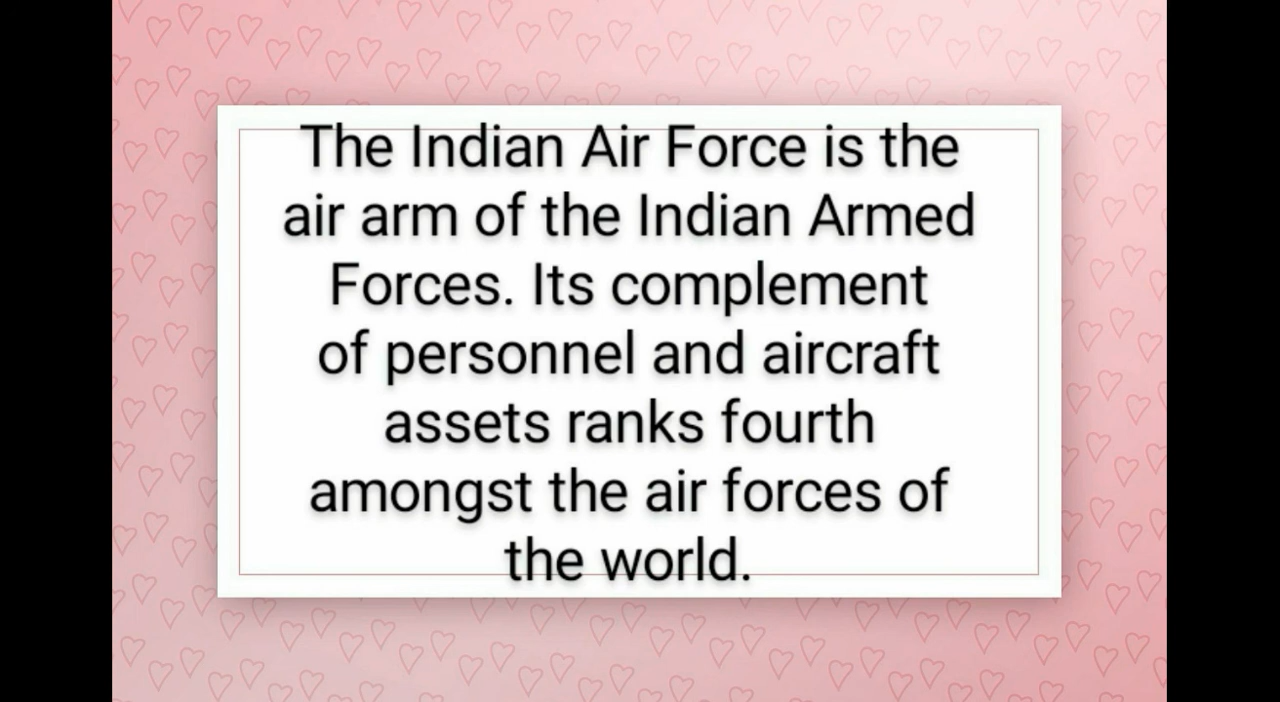 The Indian Air Force is the
air arm of the Indian Armed
Forces. Its complement
of personnel and aircraft
assets ranks fourth
amongst the air forces of
the world.